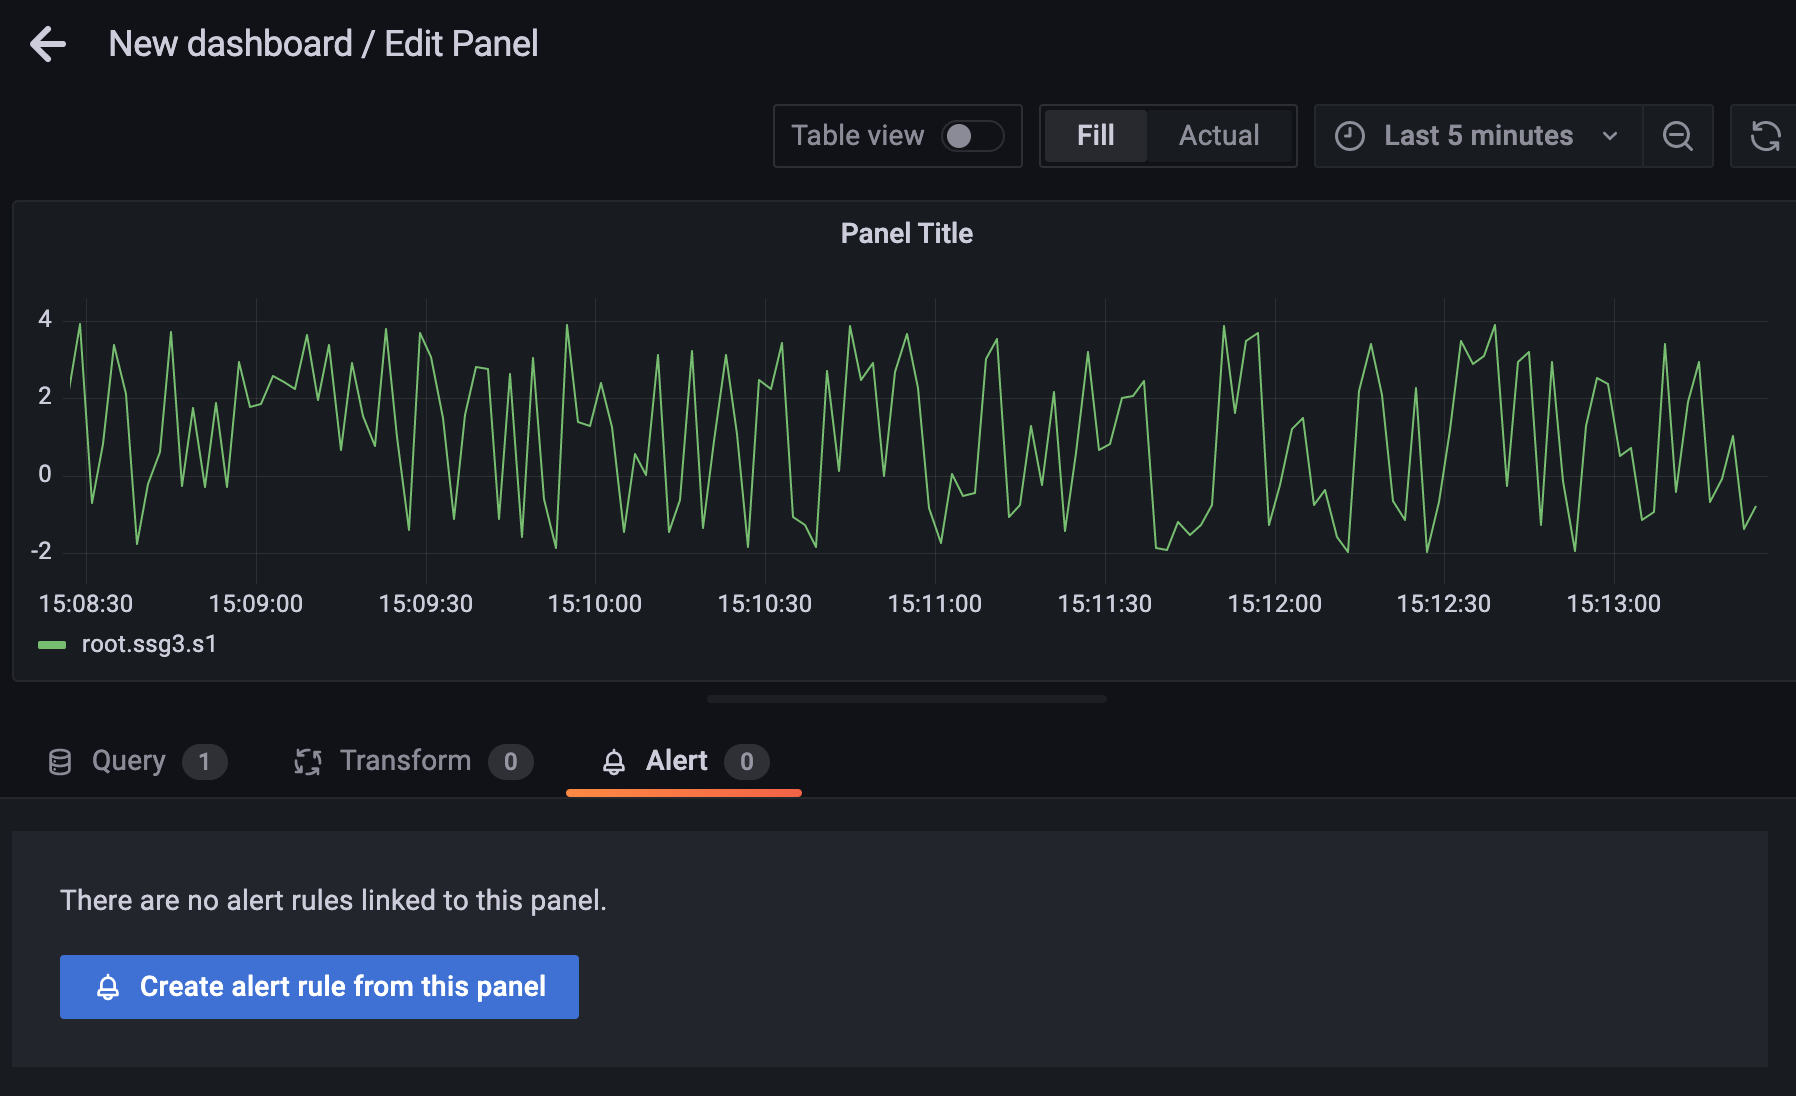 New dashboard / Edit Panel
Table view Fill Actual Last 5 minutes
Panel Title
4
2
0
-2
15:08:30 15:09:00 15:09:30 15:10:00 15:10:30 15:11:00 15:11:30 15:12:00 15:12:30 15:13:00
root.ssg3.s1
Query 1 Transform 0 Alert 0
There are no alert rules linked to this panel.
Create alert rule from this panel